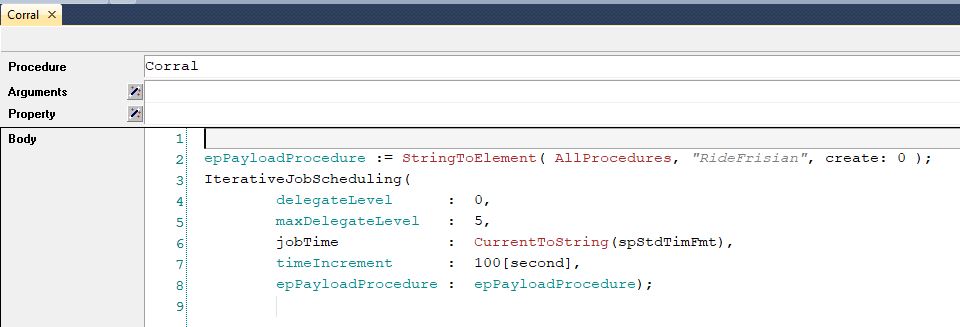 Corral ×
Procedure Corral
Arguments
Property
Body 1
2 epPayloadProcedure := StringToElement( AllProcedures, "RideFrisian", create: 0 );
3 IterativeJobScheduling(
4 delegateLevel : 0,
5 maxDelegateLevel : 5,
6 jobTime : CurrentToString(spStdTimFmt),
7 timeIncrement : 100[second],
8 epPayloadProcedure : epPayloadProcedure);
9